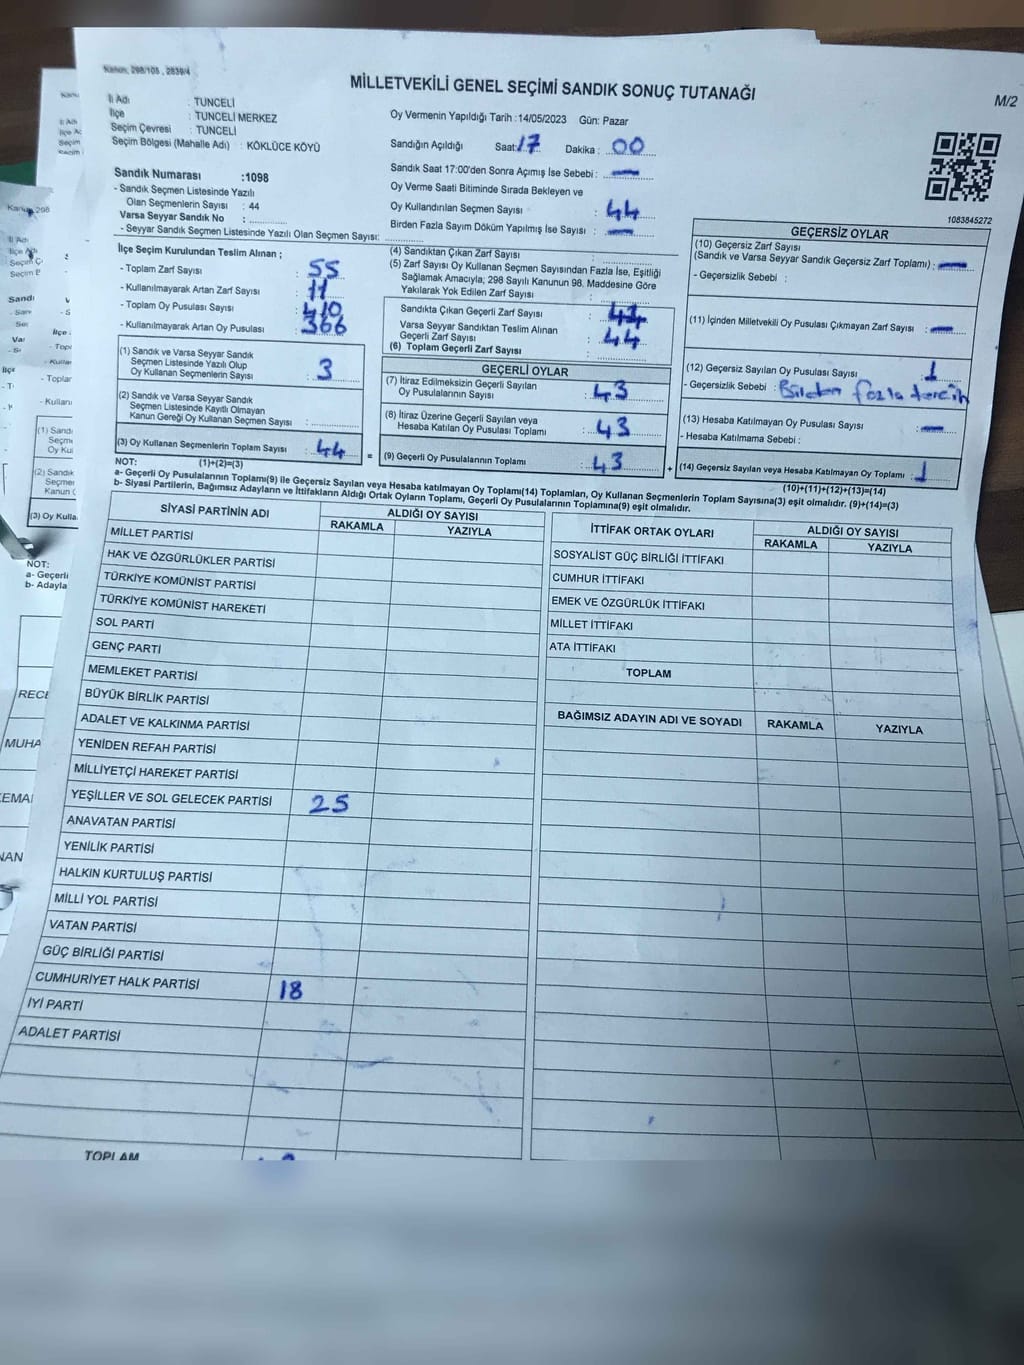 Kanun: 298/105 , 2839/4
MİLLETVEKİLİ GENEL SEÇİMİ SANDIK SONUÇ TUTANAĞI
M/2
İl Adı : TUNCELİ
İlçe : TUNCELİ MERKEZ
Seçim Çevresi : TUNCELİ
Seçim Bölgesi (Mahalle Adı) : KÖKLÜCE KÖYÜ
Oy Vermenin Yapıldığı Tarih :14/05/2023 Gün: Pazar
Sandığın Açıldığı Saat: 17 Dakika : 00
Sandık Saat 17:00'den Sonra Açımış İse Sebebi : —
Oy Verme Saati Bitiminde Sırada Bekleyen ve
Oy Kullandırılan Seçmen Sayısı : 44
Birden Fazla Sayım Döküm Yapılmış İse Sayısı : —
1083845272
Sandık Numarası :1098
- Sandık Seçmen Listesinde Yazılı
Olan Seçmenlerin Sayısı : 44
Varsa Seyyar Sandık No :
- Seyyar Sandık Seçmen Listesinde Yazılı Olan Seçmen Sayısı:
İlçe Seçim Kurulundan Teslim Alınan ;
- Toplam Zarf Sayısı : 55
- Kullanılmayarak Artan Zarf Sayısı : 11
- Toplam Oy Pusulası Sayısı : 410
- Kullanılmayarak Artan Oy Pusulası : 366
(1) Sandık ve Varsa Seyyar Sandık
Seçmen Listesinde Yazılı Olup
Oy Kullanan Seçmenlerin Sayısı : 3
(2) Sandık ve Varsa Seyyar Sandık
Seçmen Listesinde Kayıtlı Olmayan
Kanun Gereği Oy Kullanan Seçmen Sayısı :
(3) Oy Kullanan Seçmenlerin Toplam Sayısı : 44
(1)+(2)=(3)
(4) Sandıktan Çıkan Zarf Sayısı :
(5) Zarf Sayısı Oy Kullanan Seçmen Sayısından Fazla İse, Eşitliği
Sağlamak Amacıyla; 298 Sayılı Kanunun 98. Maddesine Göre
Yakılarak Yok Edilen Zarf Sayısı :
Sandıkta Çıkan Geçerli Zarf Sayısı :
Varsa Seyyar Sandıktan Teslim Alınan
Geçerli Zarf Sayısı : 44
(6) Toplam Geçerli Zarf Sayısı :
GEÇERLİ OYLAR
(7) İtiraz Edilmeksizin Geçerli Sayılan
Oy Pusulalarının Sayısı : 43
(8) İtiraz Üzerine Geçerli Sayılan veya
Hesaba Katılan Oy Pusulası Toplamı : 43
= (9) Geçerli Oy Pusulalarının Toplamı : 43
GEÇERSİZ OYLAR
(10) Geçersiz Zarf Sayısı
(Sandık ve Varsa Seyyar Sandık Geçersiz Zarf Toplamı) : —
- Geçersizlik Sebebi :
(11) İçinden Milletvekili Oy Pusulası Çıkmayan Zarf Sayısı : —
(12) Geçersiz Sayılan Oy Pusulası Sayısı : 1
- Geçersizlik Sebebi : Birden fazla tercih
(13) Hesaba Katılmayan Oy Pusulası Sayısı : —
- Hesaba Katılmama Sebebi :
+ (14) Geçersiz Sayılan veya Hesaba Katılmayan Oy Toplamı : 1
(10)+(11)+(12)+(13)=(14)
NOT:
a- Geçerli Oy Pusulalarının Toplamı(9) ile Geçersiz Sayılan veya Hesaba katılmayan Oy Toplamı(14) Toplamları, Oy Kullanan Seçmenlerin Toplam Sayısına(3) eşit olmalıdır. (9)+(14)=(3)
b- Siyasi Partilerin, Bağımsız Adayların ve İttifakların Aldığı Ortak Oyların Toplamı, Geçerli Oy Pusulalarının Toplamına(9) eşit olmalıdır.
SİYASİ PARTİNİN ADI
ALDIĞI OY SAYISI
RAKAMLA YAZIYLA
MİLLET PARTİSİ
HAK VE ÖZGÜRLÜKLER PARTİSİ
TÜRKİYE KOMÜNİST PARTİSİ
TÜRKİYE KOMÜNİST HAREKETİ
SOL PARTİ
GENÇ PARTİ
MEMLEKET PARTİSİ
BÜYÜK BİRLİK PARTİSİ
ADALET VE KALKINMA PARTİSİ
YENİDEN REFAH PARTİSİ
MİLLİYETÇİ HAREKET PARTİSİ
YEŞİLLER VE SOL GELECEK PARTİSİ 25
ANAVATAN PARTİSİ
YENİLİK PARTİSİ
HALKIN KURTULUŞ PARTİSİ
MİLLİ YOL PARTİSİ
VATAN PARTİSİ
GÜÇ BİRLİĞİ PARTİSİ
CUMHURİYET HALK PARTİSİ 18
İYİ PARTİ
ADALET PARTİSİ
TOPLAM
İTTİFAK ORTAK OYLARI
ALDIĞI OY SAYISI
RAKAMLA YAZIYLA
SOSYALİST GÜÇ BİRLİĞİ İTTİFAKI
CUMHUR İTTİFAKI
EMEK VE ÖZGÜRLÜK İTTİFAKI
MİLLET İTTİFAKI
ATA İTTİFAKI
TOPLAM
BAĞIMSIZ ADAYIN ADI VE SOYADI RAKAMLA YAZIYLA